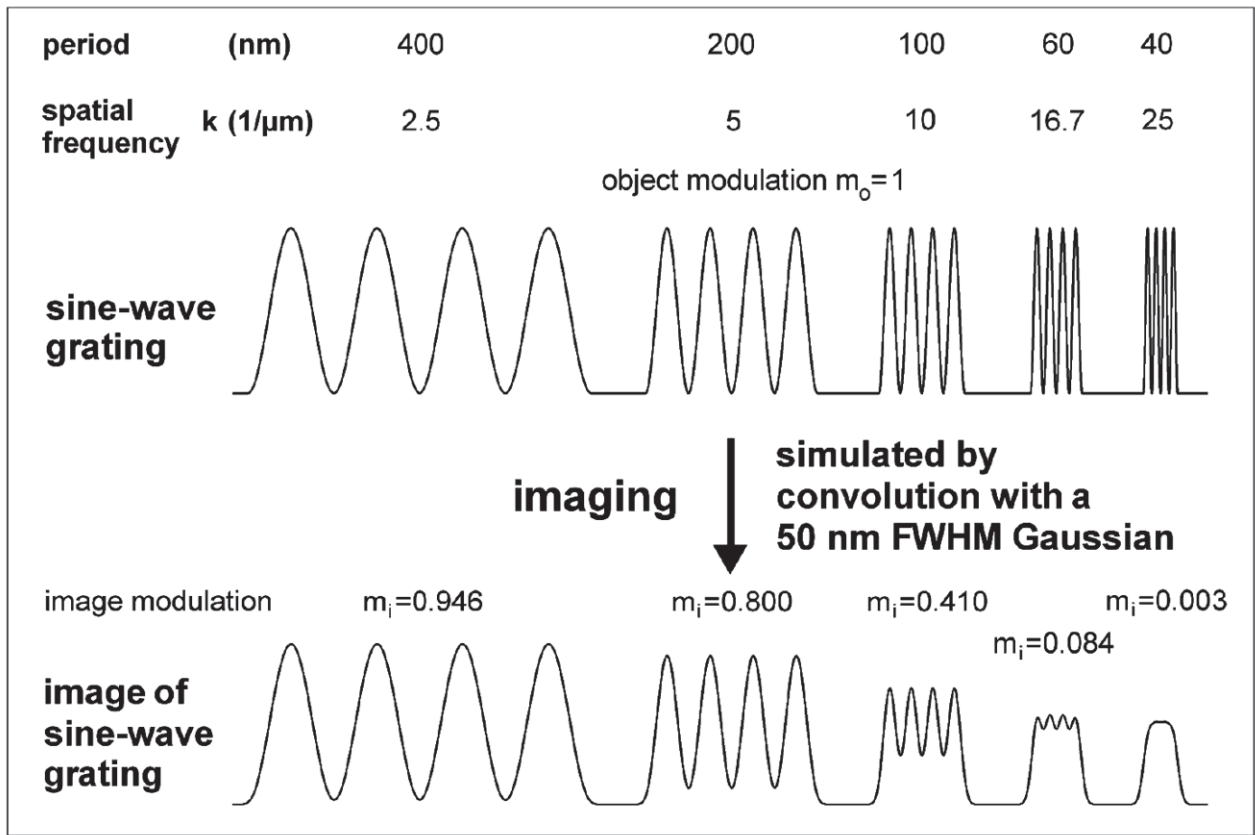 period (nm) 400 200 100 60 40
spatial
frequency k (1/μm) 2.5 5 10 16.7 25
object modulation mₒ=1
sine-wave
grating
imaging
simulated by
convolution with a
50 nm FWHM Gaussian
image modulation mᵢ=0.946 mᵢ=0.800 mᵢ=0.410 mᵢ=0.003
mᵢ=0.084
image of
sine-wave
grating